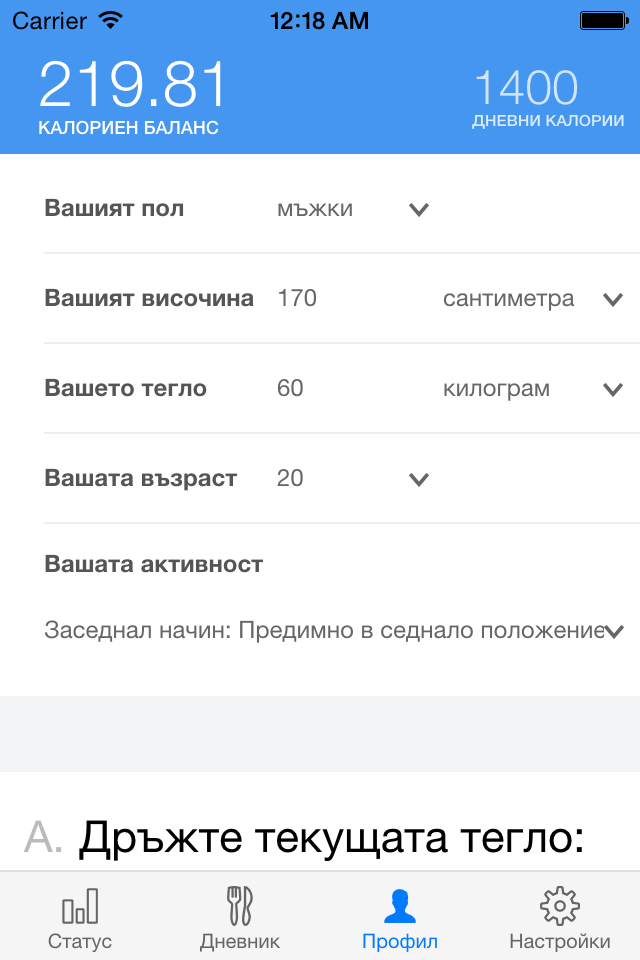 Carrier 12:18 AM
219.81 1400
КАЛОРИЕН БАЛАНС ДНЕВНИ КАЛОРИИ
Вашият пол мъжки
Вашият височина 170 сантиметра
Вашето тегло 60 килограм
Вашата възраст 20
Вашата активност
Заседнал начин: Предимно в седнало положение
А. Дръжте текущата тегло:
Статус Дневник Профил Настройки